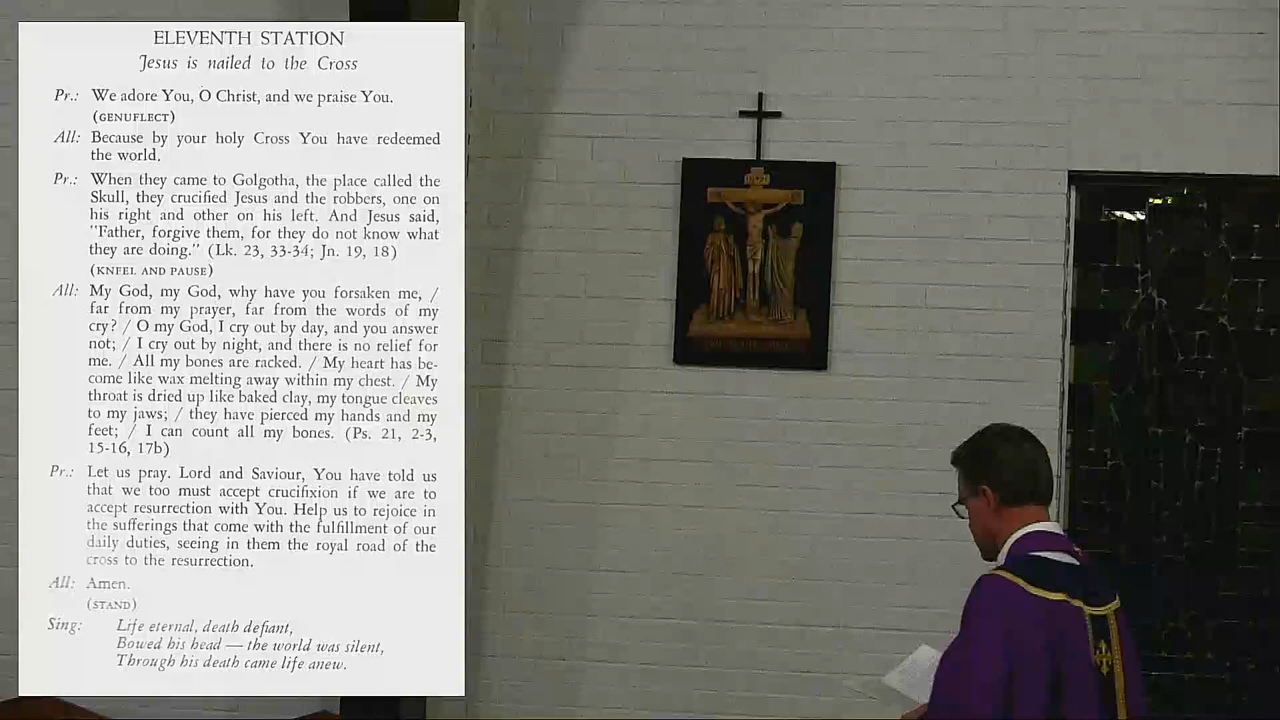 ELEVENTH STATION
Jesus is nailed to the Cross
Pr.: We adore You, O Christ, and we praise You.
(GENUFLECT)
All: Because by your holy Cross You have redeemed
the world.
Pr.: When they came to Golgotha, the place called the
Skull, they crucified Jesus and the robbers, one on
his right and other on his left. And Jesus said,
"Father, forgive them, for they do not know what
they are doing." (Lk. 23, 33-34; Jn. 19, 18)
(KNEEL AND PAUSE)
All: My God, my God, why have you forsaken me, /
far from my prayer, far from the words of my
cry? / O my God, I cry out by day, and you answer
not; / I cry out by night, and there is no relief for
me. / All my bones are racked. / My heart has be-
come like wax melting away within my chest. / My
throat is dried up like baked clay, my tongue cleaves
to my jaws; / they have pierced my hands and my
feet; / I can count all my bones. (Ps. 21, 2-3,
15-16, 17b)
Pr.: Let us pray. Lord and Saviour, You have told us
that we too must accept crucifixion if we are to
accept resurrection with You. Help us to rejoice in
the sufferings that come with the fulfillment of our
daily duties, seeing in them the royal road of the
cross to the resurrection.
All: Amen.
(STAND)
Sing: Life eternal, death defiant,
Bowed his head — the world was silent,
Through his death came life anew.